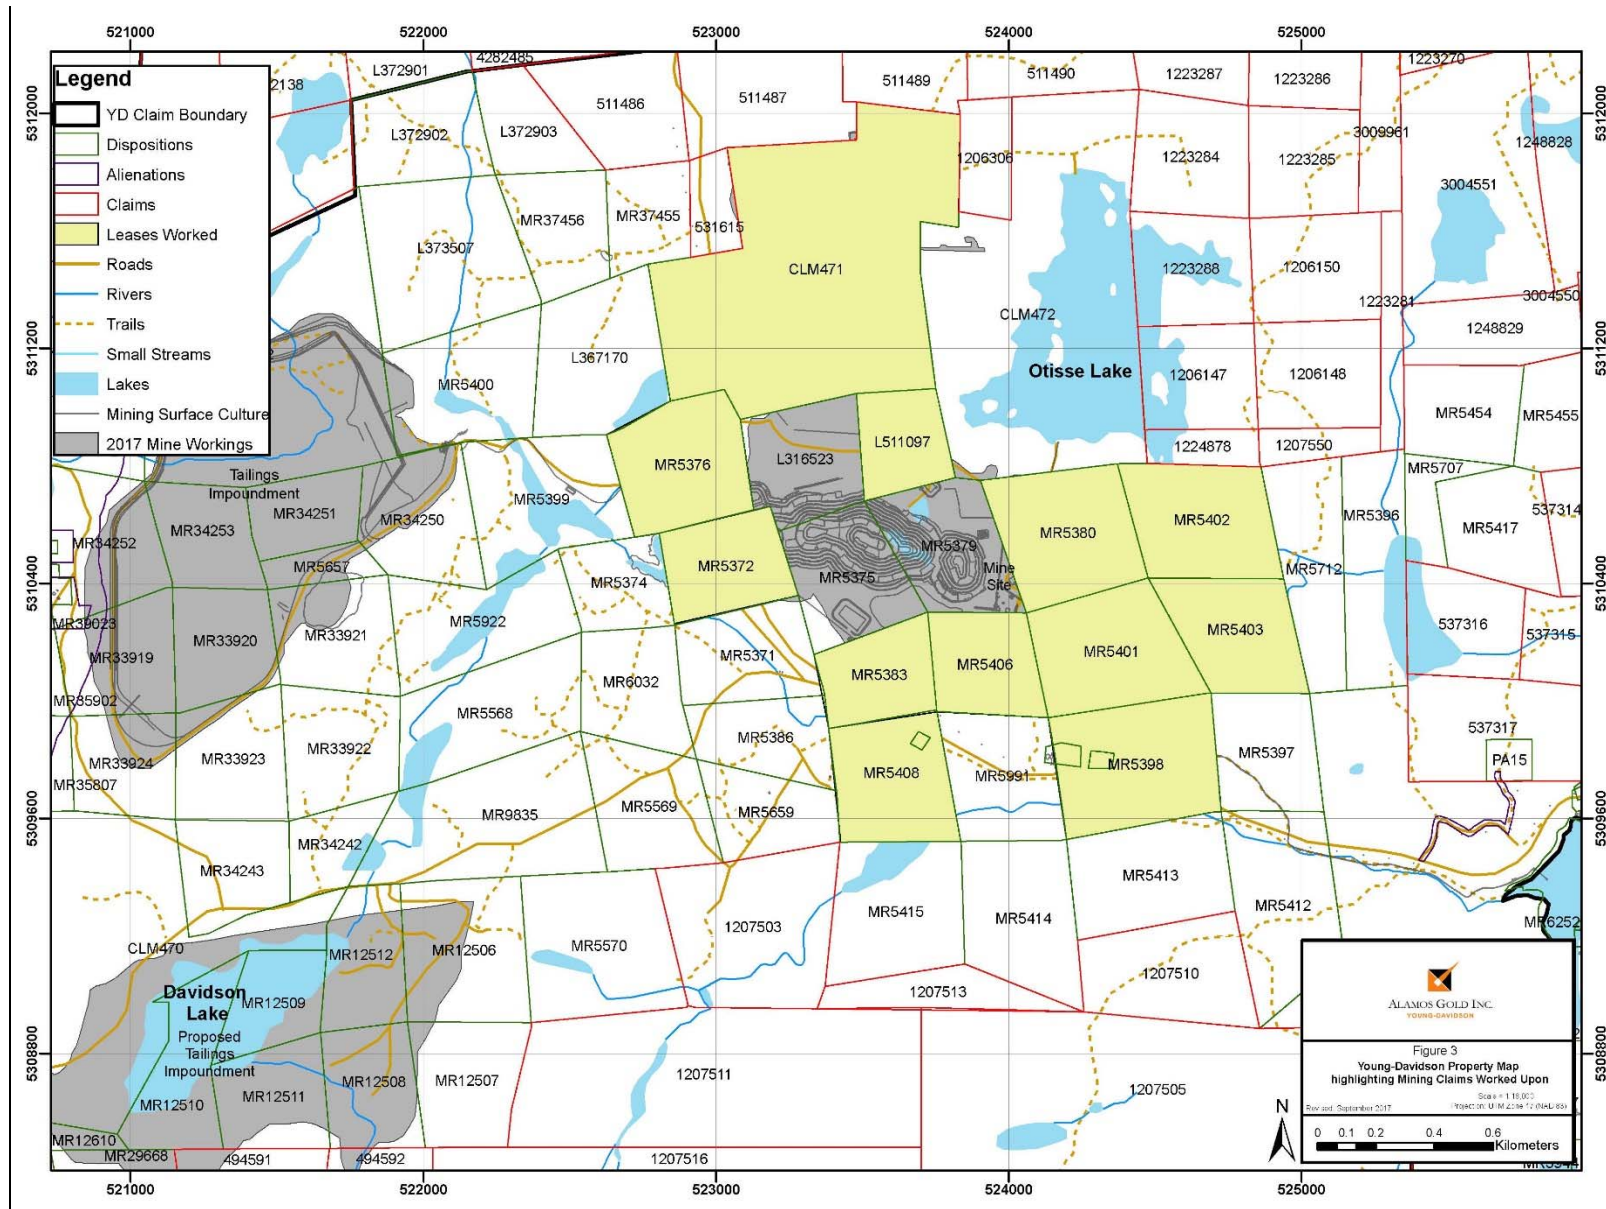 521000
522000
523000
524000
525000
Legend
YD Claim Boundary
Dispositions
Alienations
Claims
Leases Worked
Roads
Rivers
Trails
Small Streams
Lakes
Mining Surface Culture
2017 Mine Workings
5312000
5311200
5310400
5309600
5308800
2138
L372901
4282485
511486
511487
511489
511490
1223287
1223286
1223270
L372902
L372903
1206306
1223284
1223285
3009961
1248828
3004551
MR37456
MR37455
531615
L373507
CLM471
1223288
1206150
1223281
3004550
CLM472
1248829
L367170
MR5400
Otisse Lake
1206147
1206148
MR5454
MR5455
L511097
1224878
1207550
MR5376
L316523
MR5707
Tailings
Impoundment
MR34251
MR34253
MR34250
MR5399
MR5396
537314
MR5417
MR5402
MR5380
MR34252
MR5379
MR5657
MR5372
MR5375
Mine
Site
MR5374
MR5712
MR39023
MR5922
MR33920
MR33921
MR5403
537316
537315
MR33919
MR5371
MR5406
MR5401
MR5383
MR6032
MR35902
MR5568
MR5386
537317
MR33922
MR33923
MR33924
MR5397
PA15
MR5408
MR5991
MR5398
MR35807
MR5569
MR5659
MR9835
MR34242
MR34243
MR5413
MR5415
MR5414
MR5412
1207503
MR5570
MR6252
CLM470
MR12512
MR12506
1207510
1207513
Davidson
Lake
MR12509
Proposed
Tailings
Impoundment
1207511
1207505
MR12508
MR12507
MR12511
MR12510
MR12610
MR29668
494591
494592
1207516
ALAMOS GOLD INC.
YOUNG-DAVIDSON
Figure 3
Young-Davidson Property Map
highlighting Mining Claims Worked Upon
Revised: September 2017
N
0 0.1 0.2 0.4 0.6
Kilometers
5312000
5311200
5310400
5309600
5308800
521000
522000
523000
524000
525000